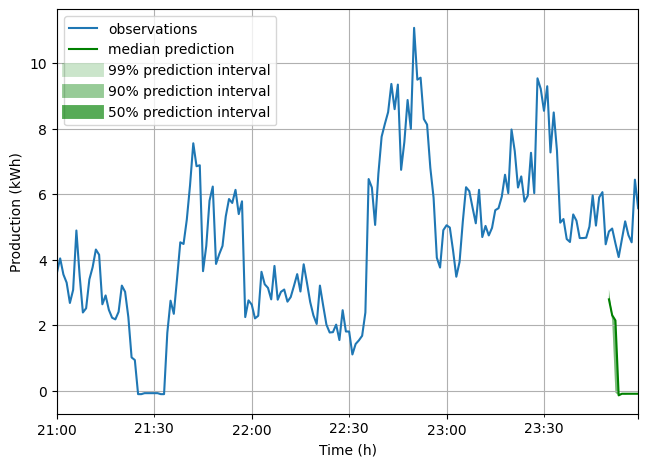 observations
median prediction
99% prediction interval
90% prediction interval
50% prediction interval
Production (kWh)
10
8
6
4
2
0
21:00
21:30
22:00
22:30
23:00
23:30
Time (h)